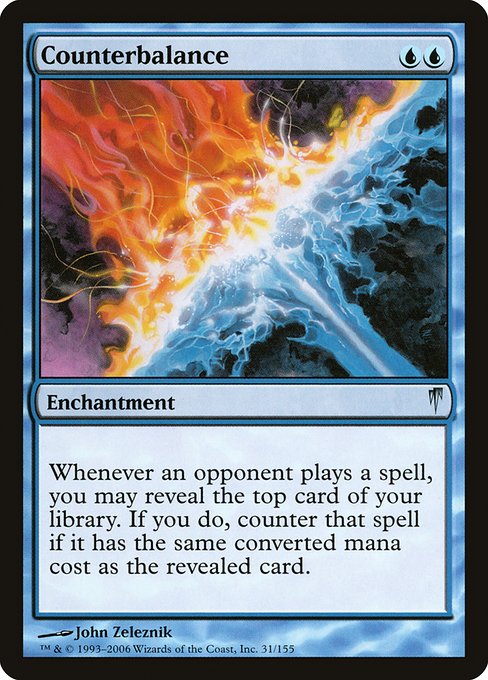 Counterbalance
Enchantment
Whenever an opponent plays a spell,
you may reveal the top card of your
library. If you do, counter that spell
if it has the same converted mana
cost as the revealed card.
John Zeleznik
™ & © 1993–2006 Wizards of the Coast, Inc. 31/155